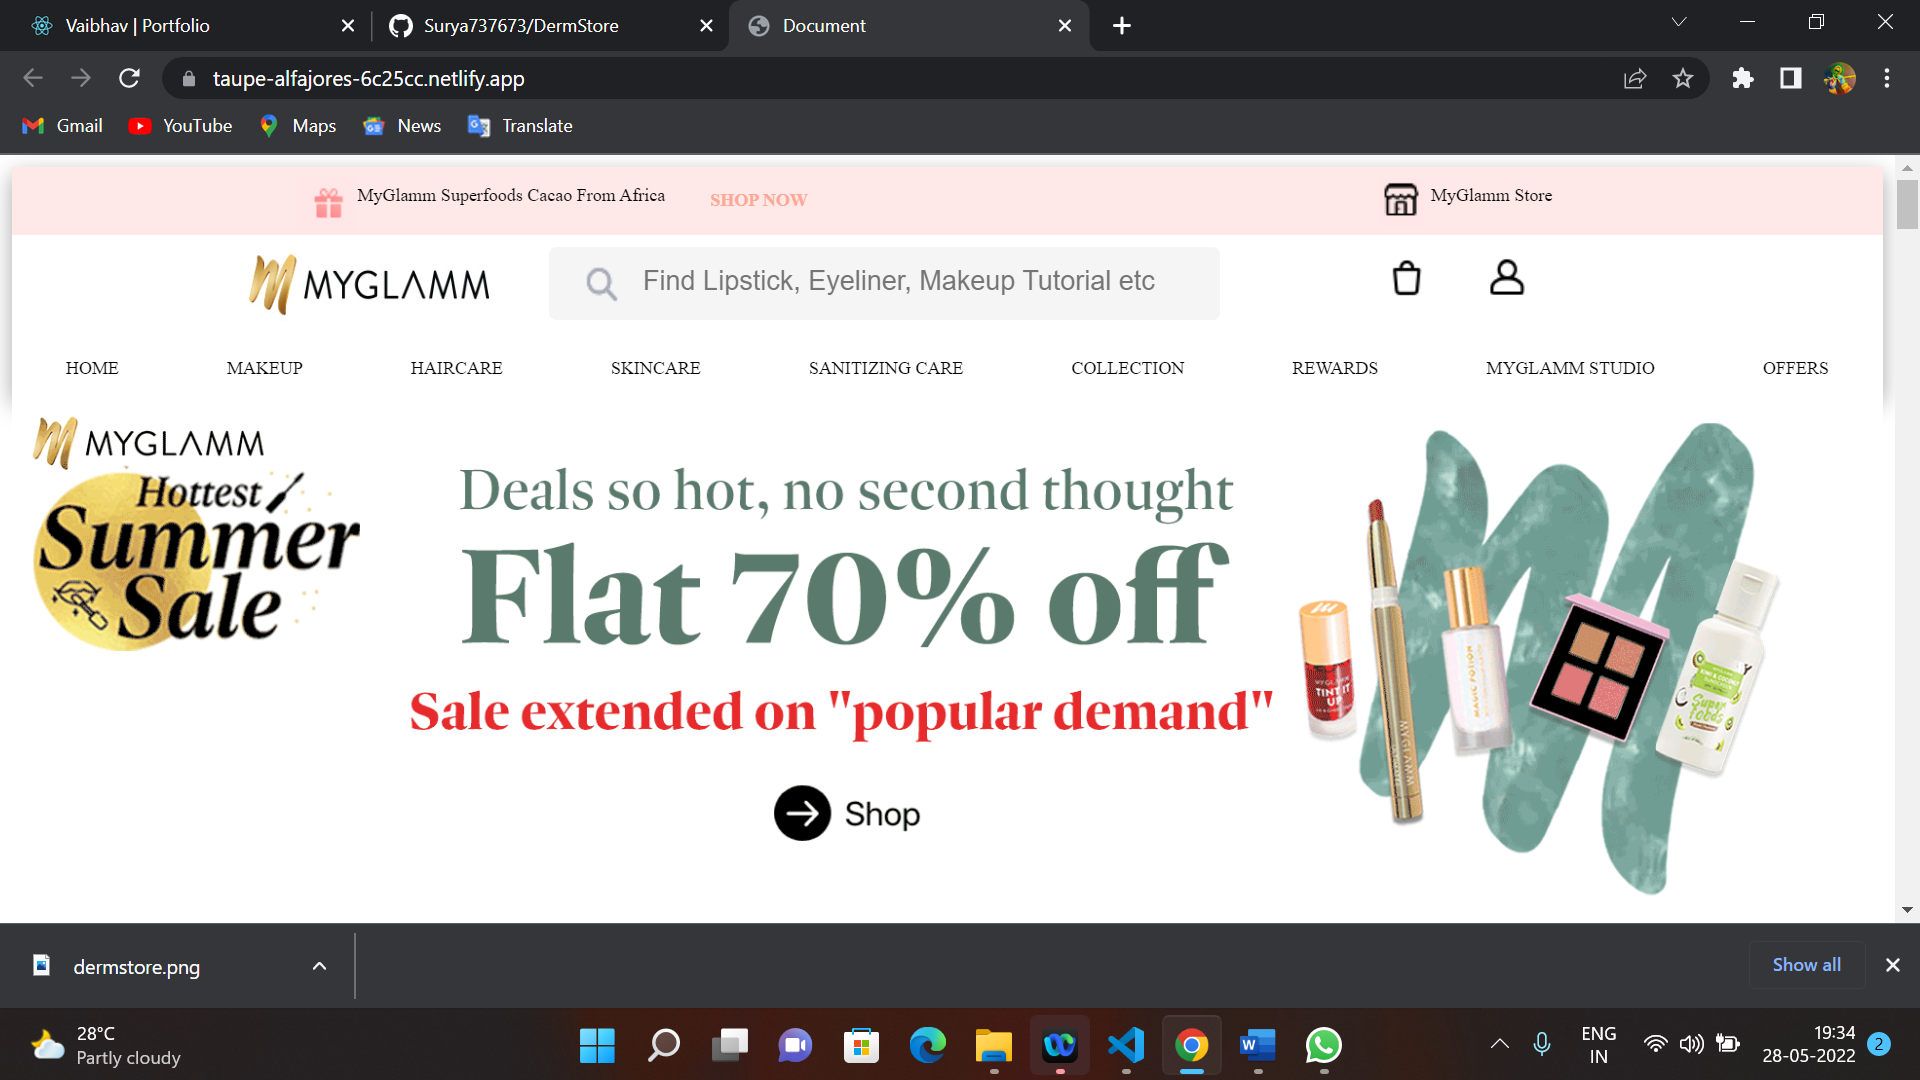 Vaibhav | Portfolio
Surya737673/DermStore
Document
taupe-alfajores-6c25cc.netlify.app
Gmail
YouTube
Maps
News
Translate
MyGlamm Superfoods Cacao From Africa
SHOP NOW
MyGlamm Store
MYGLAMM
Find Lipstick, Eyeliner, Makeup Tutorial etc
HOME
MAKEUP
HAIRCARE
SKINCARE
SANITIZING CARE
COLLECTION
REWARDS
MYGLAMM STUDIO
OFFERS
MYGLAMM
Hottest
Summer
Sale
Deals so hot, no second thought
Flat 70% off
Sale extended on "popular demand"
Shop
TINT IT
UP
MAGIC POTION
MYGLAMM
Super
Foods
dermstore.png
Show all
28°C
Partly cloudy
ENG
IN
19:34
28-05-2022
2